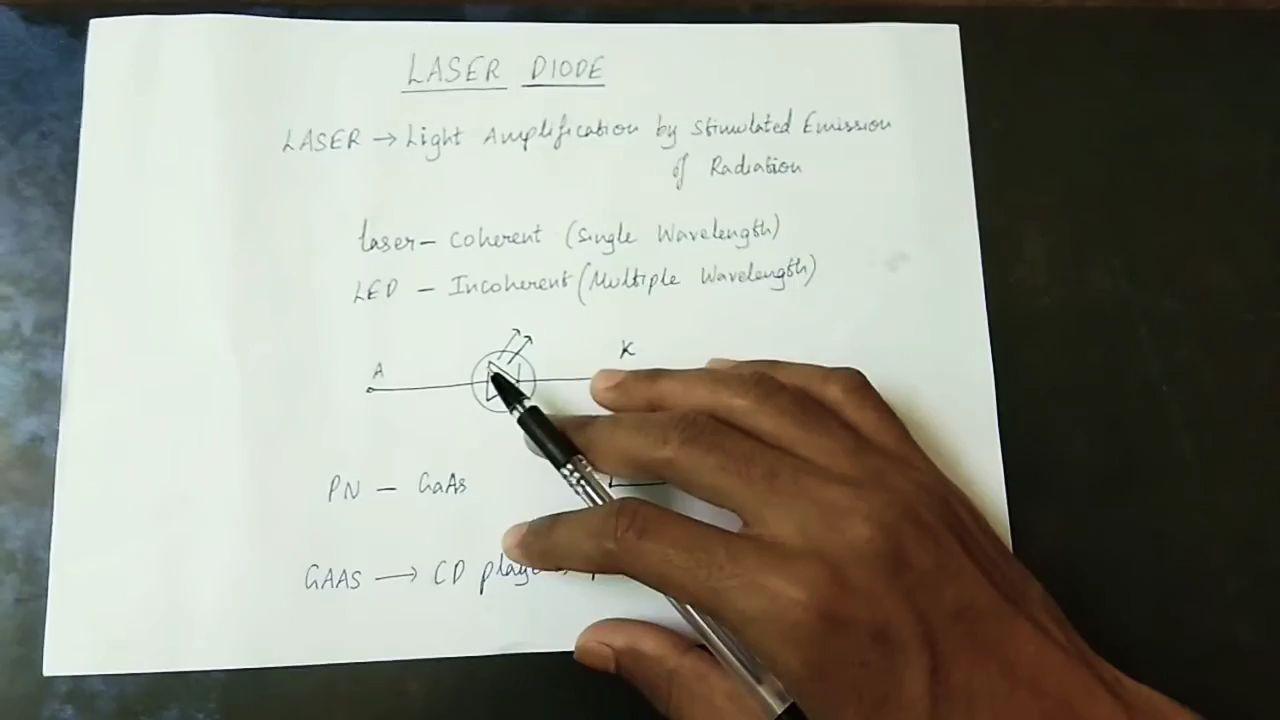 LASER DIODE
LASER → Light Amplification by Stimulated Emission
of Radiation
laser - Coherent (Single Wavelength)
LED - Incoherent (Multiple Wavelength)
A K
PN - GaAs
GAAS → CD